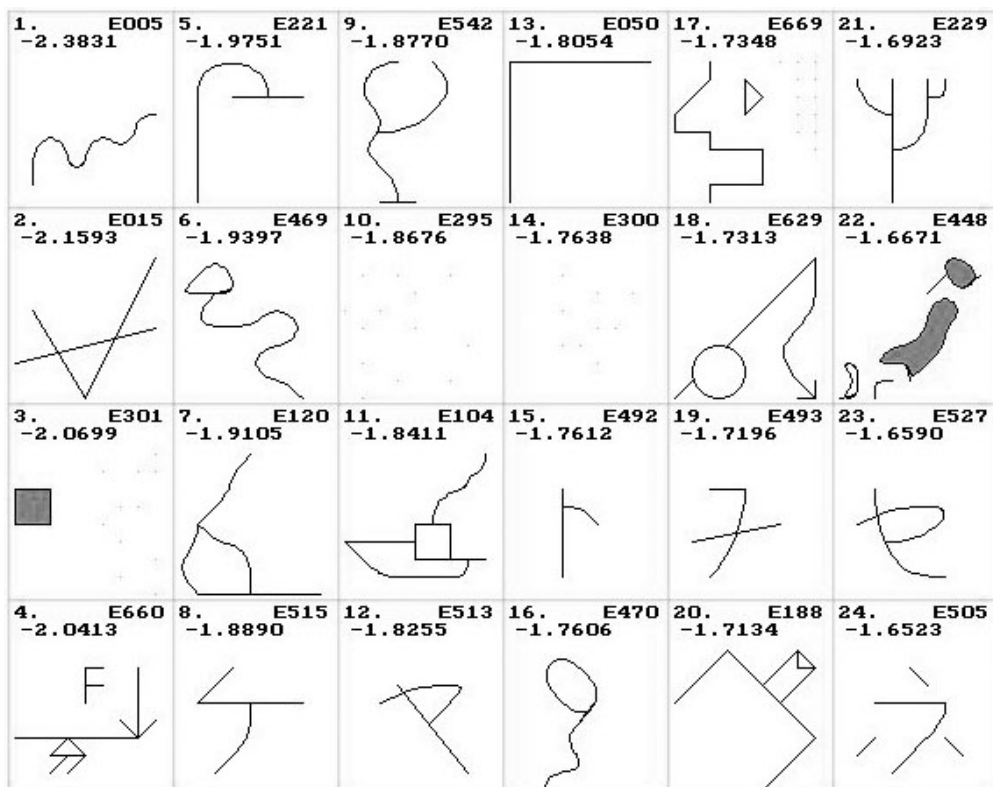 1. E005
-2.3831
5. E221
-1.9751
9. E542
-1.8770
13. E050
-1.8054
17. E669
-1.7348
21. E229
-1.6923
2. E015
-2.1593
6. E469
-1.9397
10. E295
-1.8676
14. E300
-1.7638
18. E629
-1.7313
22. E448
-1.6671
3. E301
-2.0699
7. E120
-1.9105
11. E104
-1.8411
15. E492
-1.7612
19. E493
-1.7196
23. E527
-1.6590
4. E660
-2.0413
F
8. E515
-1.8890
12. E513
-1.8255
16. E470
-1.7606
20. E188
-1.7134
24. E505
-1.6523